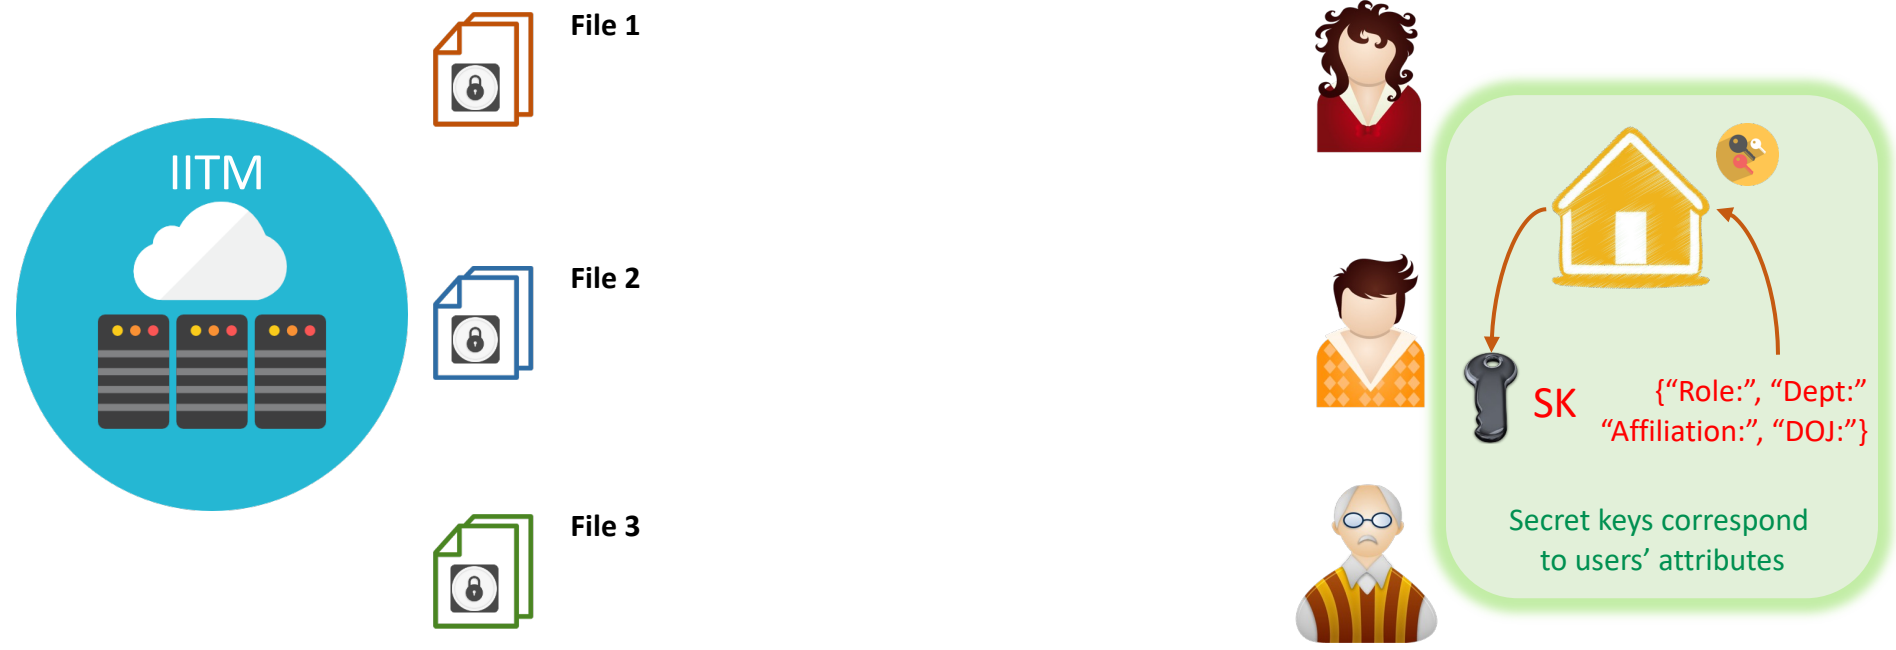 IITM
File 1
File 2
File 3
SK
{“Role:”, “Dept:”
“Affiliation:”, “DOJ:”}
Secret keys correspond
to users’ attributes